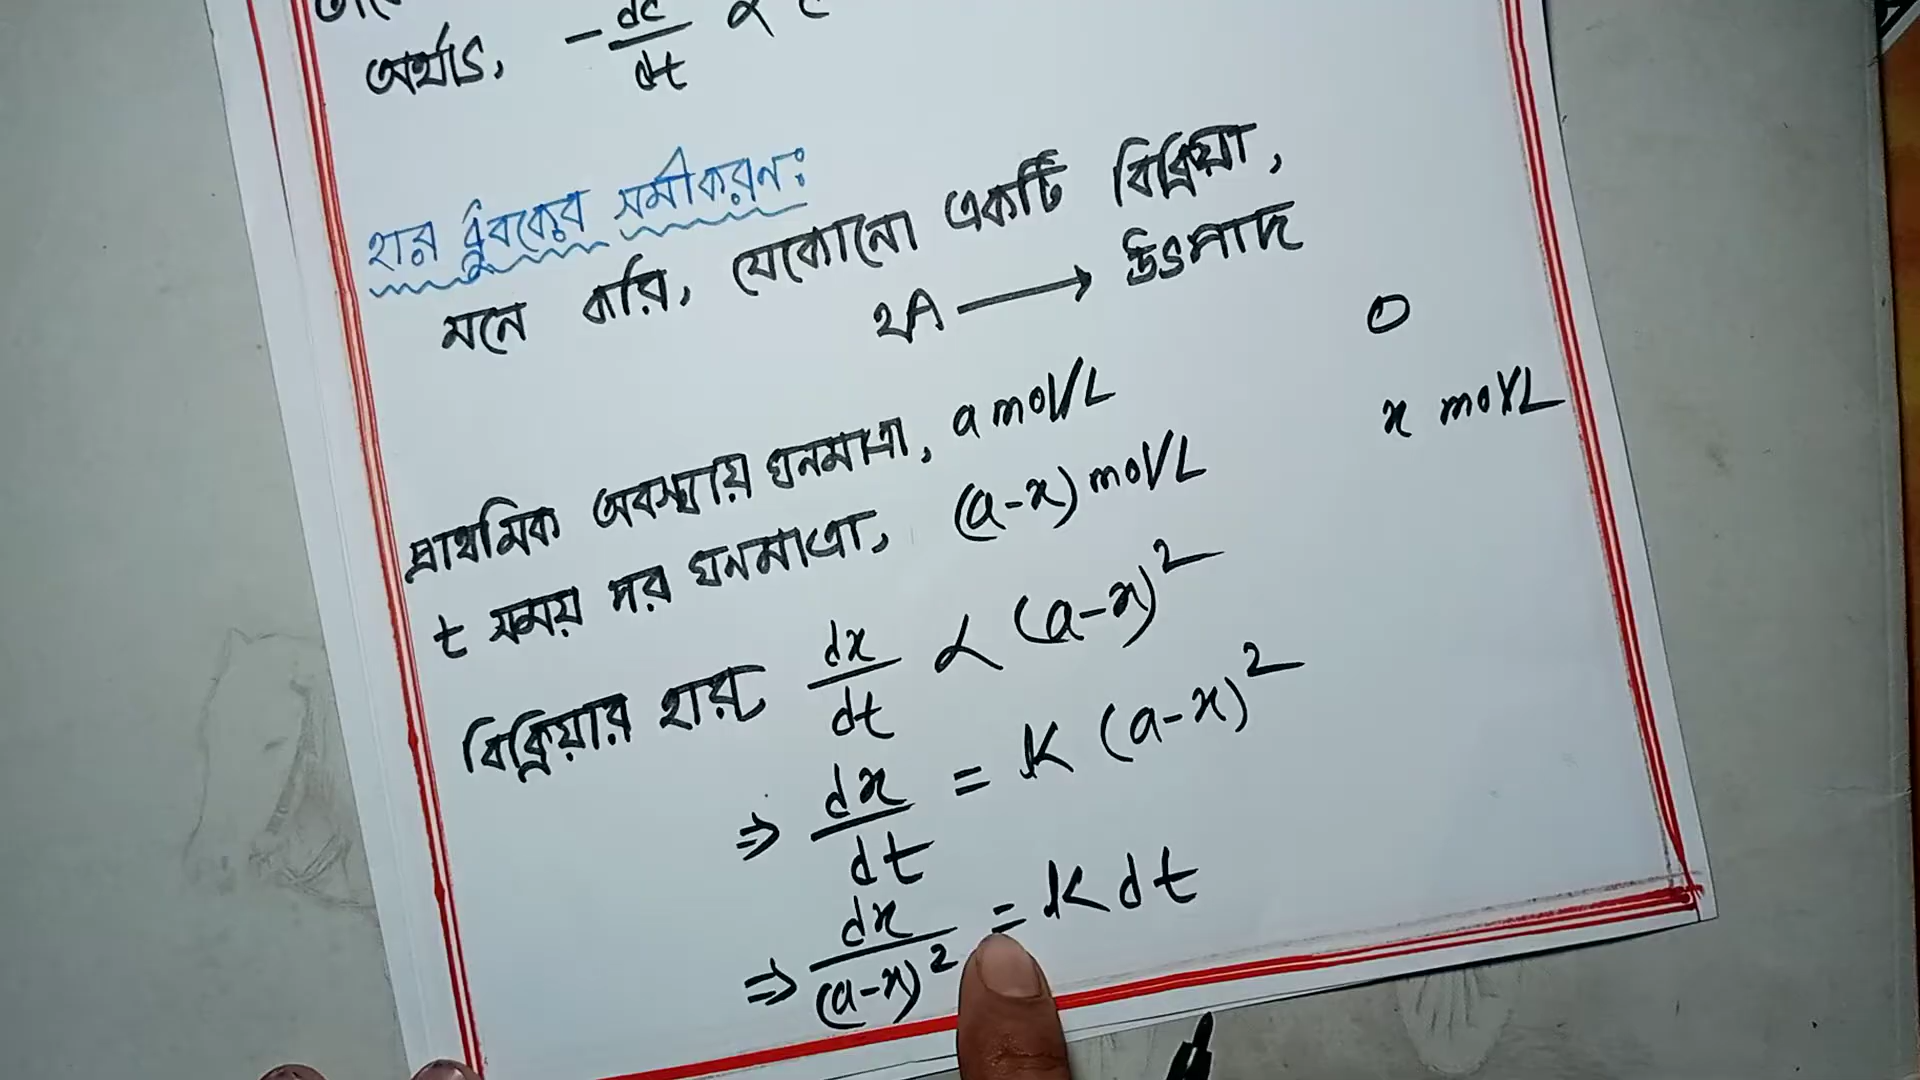 অর্থাৎ, -dc/dt ∝ c
হার ধ্রুবকের সমীকরণ:
মনে করি, যেকোনো একটি বিক্রিয়া,
2A ⟶ উৎপাদ
প্রাথমিক অবস্থায় ঘনমাত্রা, a mol/L 0
t সময় পর ঘনমাত্রা, (a-x) mol/L x mol/L
বিক্রিয়ার হার, dx/dt ∝ (a-x)²
⇒ dx/dt = K (a-x)²
⇒ dx/(a-x)² = K dt